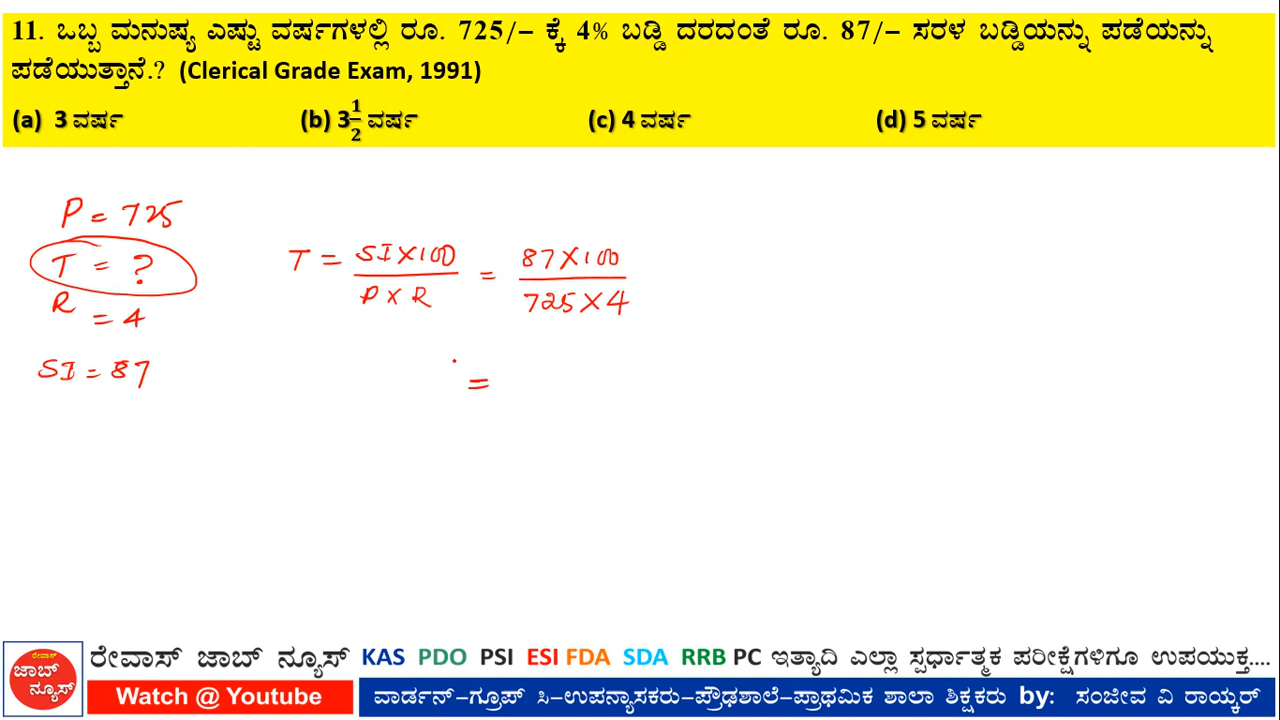 11. ಒಬ್ಬ ಮನುಷ್ಯ ಎಷ್ಟು ವರ್ಷಗಳಲ್ಲಿ ರೂ. 725/– ಕ್ಕೆ 4% ಬಡ್ಡಿ ದರದಂತೆ ರೂ. 87/– ಸರಳ ಬಡ್ಡಿಯನ್ನು ಪಡೆಯನ್ನು
ಪಡೆಯುತ್ತಾನೆ.? (Clerical Grade Exam, 1991)
(a) 3 ವರ್ಷ (b) 3 1/2 ವರ್ಷ (c) 4 ವರ್ಷ (d) 5 ವರ್ಷ
P = 725
T = ?
R = 4
SI = 87
T = SI×100 / P×R = 87×100 / 725×4
=
ರೇವಾಸ್ ಜಾಬ್ ನ್ಯೂಸ್
ರೇವಾಸ್ ಜಾಬ್ ನ್ಯೂಸ್ KAS PDO PSI ESI FDA SDA RRB PC ಇತ್ಯಾದಿ ಎಲ್ಲಾ ಸ್ಪರ್ಧಾತ್ಮಕ ಪರೀಕ್ಷೆಗಳಿಗೂ ಉಪಯುಕ್ತ....
Watch @ Youtube ವಾರ್ಡನ್–ಗ್ರೂಪ್ ಸಿ–ಉಪನ್ಯಾಸಕರು–ಪ್ರೌಢಶಾಲೆ–ಪ್ರಾಥಮಿಕ ಶಾಲಾ ಶಿಕ್ಷಕರು by: ಸಂಜೀವ ವಿ ರಾಯ್ಕರ್